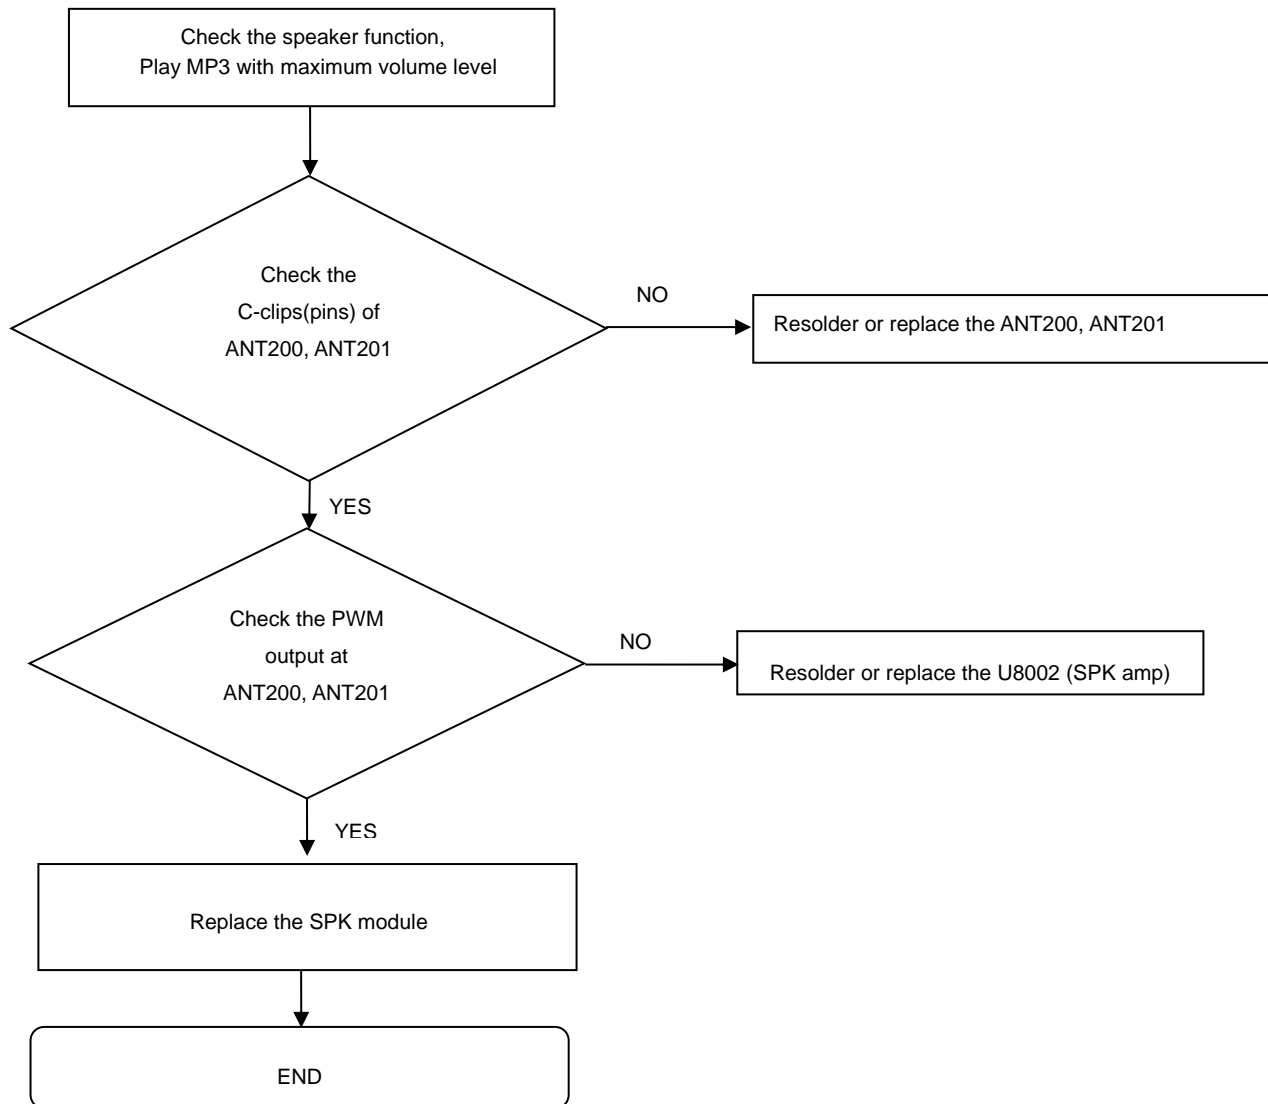 Check the speaker function,
Play MP3 with maximum volume level
Check the
C-clips(pins) of
ANT200, ANT201
NO
Resolder or replace the ANT200, ANT201
YES
Check the PWM
output at
ANT200, ANT201
NO
Resolder or replace the U8002 (SPK amp)
YES
Replace the SPK module
END